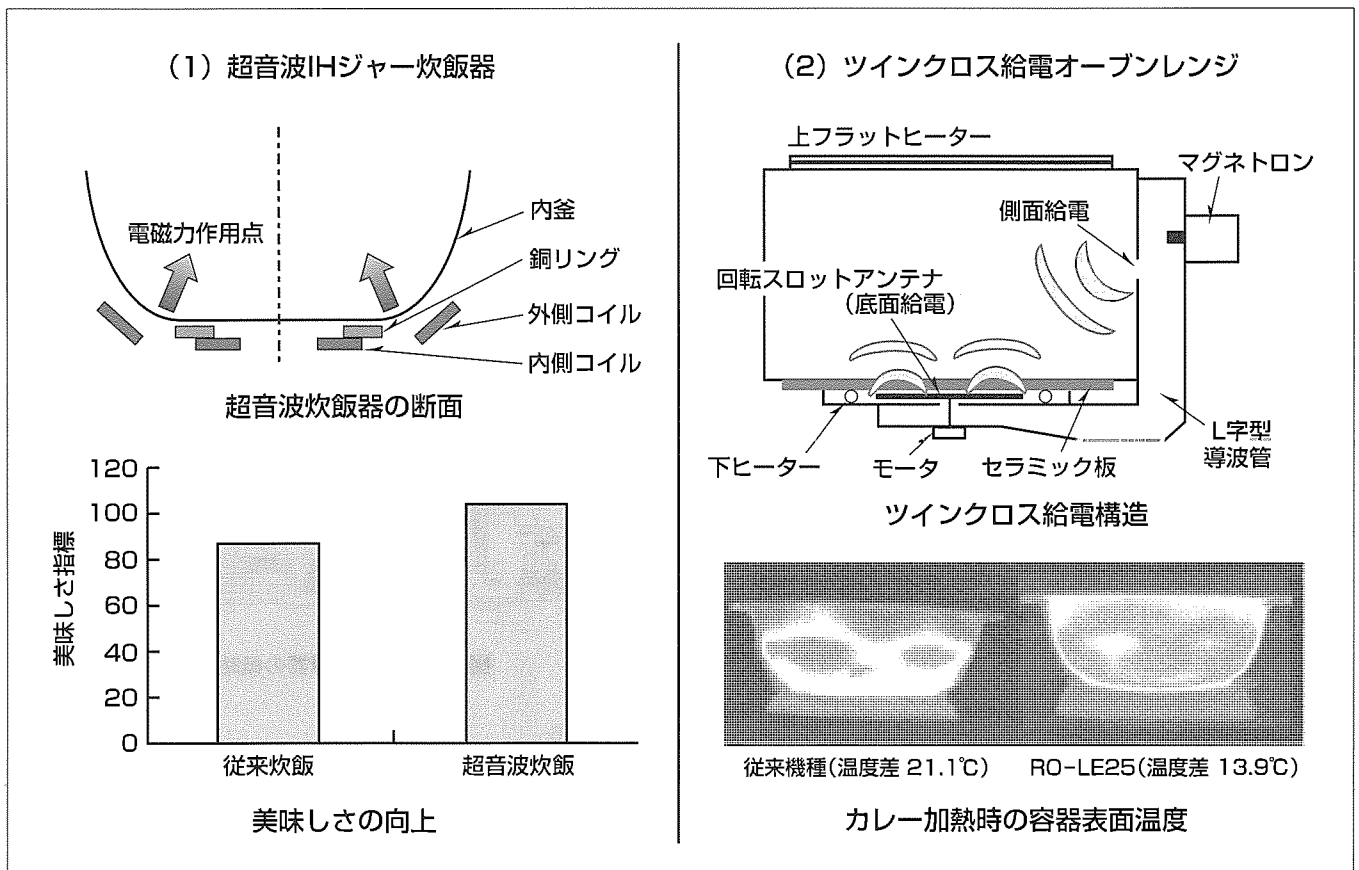 (1) 超音波IHジャー炊飯器
電磁力作用点
内釜
銅リング
外側コイル
内側コイル
超音波炊飯器の断面
美味しさ指標
120
100
80
60
40
20
0
従来炊飯
超音波炊飯
美味しさの向上
(2) ツインクロス給電オーブンレンジ
上フラットヒーター
マグネトロン
側面給電
回転スロットアンテナ
(底面給電)
下ヒーター
モータ
セラミック板
L字型
導波管
ツインクロス給電構造
従来機種(温度差 21.1℃)
RO-LE25(温度差 13.9℃)
カレー加熱時の容器表面温度